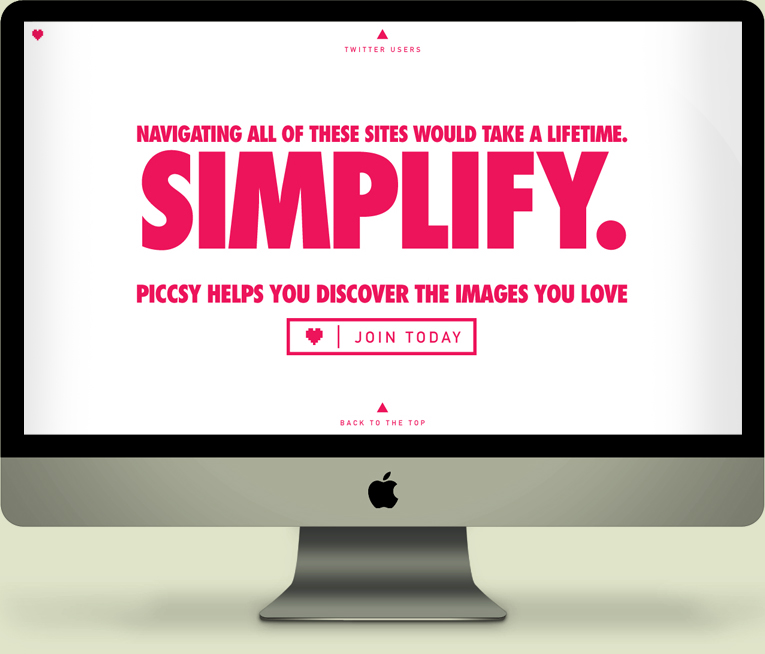 TWITTER USERS
NAVIGATING ALL OF THESE SITES WOULD TAKE A LIFETIME.
SIMPLIFY.
PICCSY HELPS YOU DISCOVER THE IMAGES YOU LOVE
JOIN TODAY
BACK TO THE TOP